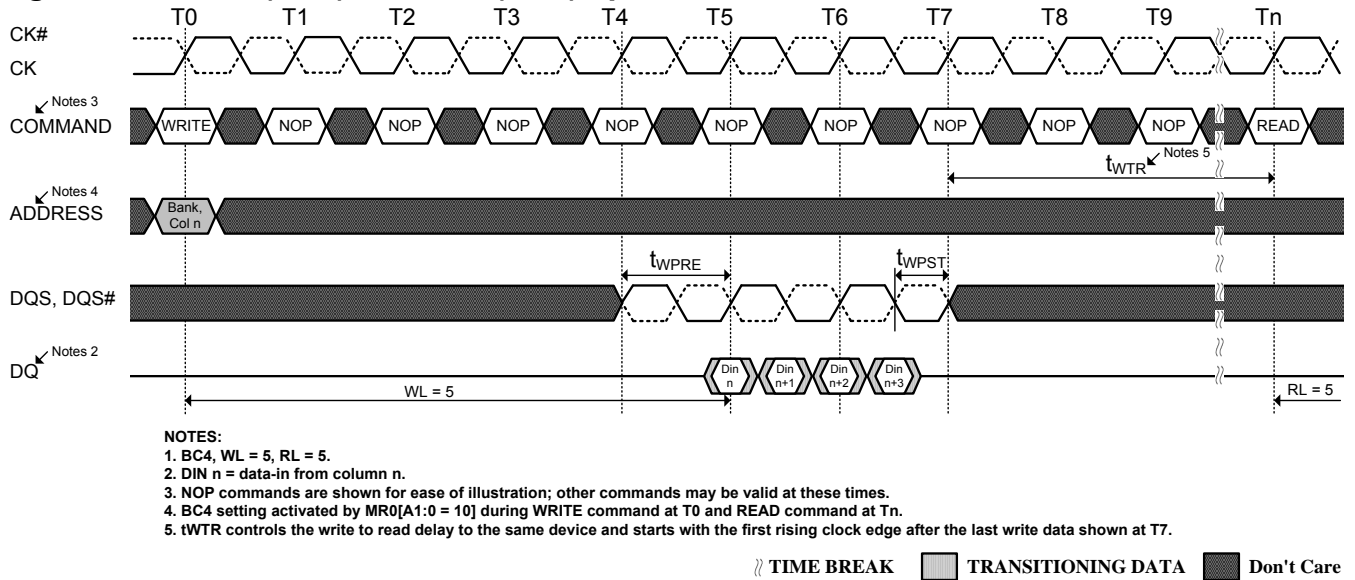 T0 T1 T2 T3 T4 T5 T6 T7 T8 T9 Tn
CK#
CK
Notes 3
COMMAND
WRITE NOP NOP NOP NOP NOP NOP NOP NOP NOP READ
tWTR Notes 5
Notes 4
ADDRESS
Bank,
Col n
tWPRE tWPST
DQS, DQS#
Notes 2
DQ
Din n Din n+1 Din n+2 Din n+3
WL = 5 RL = 5
NOTES:
1. BC4, WL = 5, RL = 5.
2. DIN n = data-in from column n.
3. NOP commands are shown for ease of illustration; other commands may be valid at these times.
4. BC4 setting activated by MR0[A1:0 = 10] during WRITE command at T0 and READ command at Tn.
5. tWTR controls the write to read delay to the same device and starts with the first rising clock edge after the last write data shown at T7.
TIME BREAK TRANSITIONING DATA Don't Care